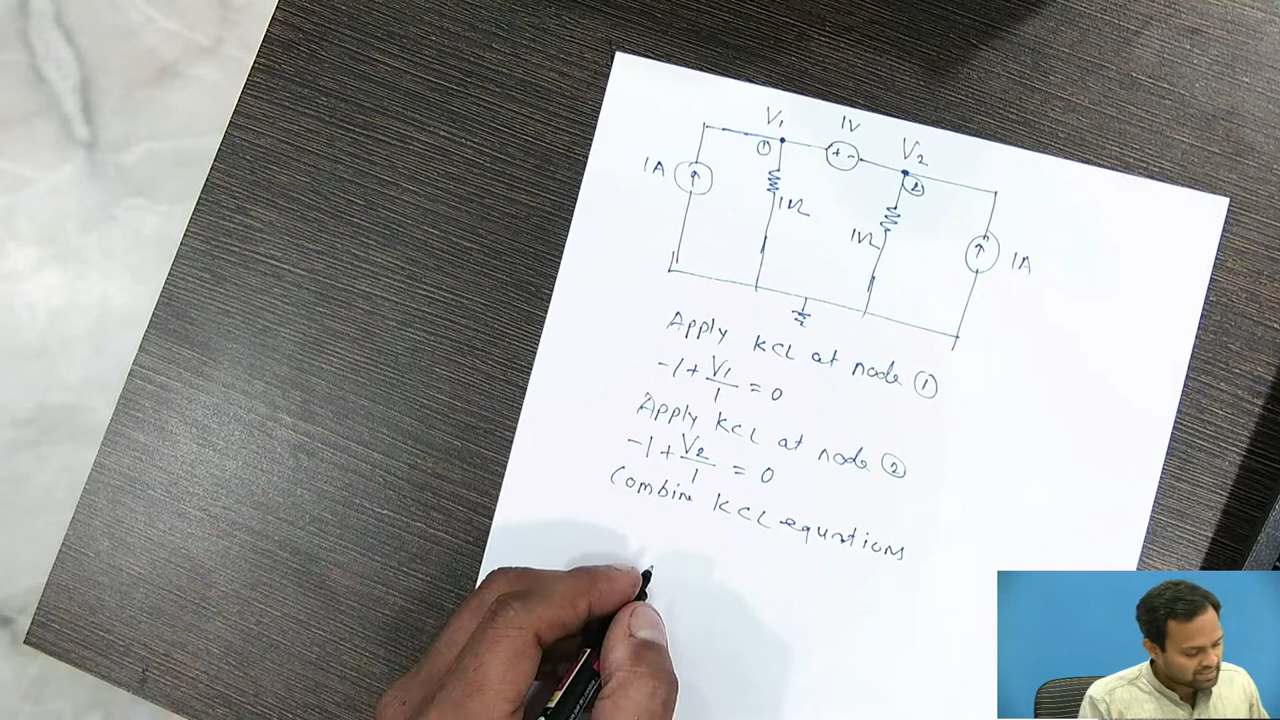 V₁ 1V V₂
①
②
1A 1Ω 1Ω 1A
Apply KCL at node ①
-1 + V₁/1 = 0
Apply KCL at node ②
-1 + V₂/1 = 0
Combine KCL equations